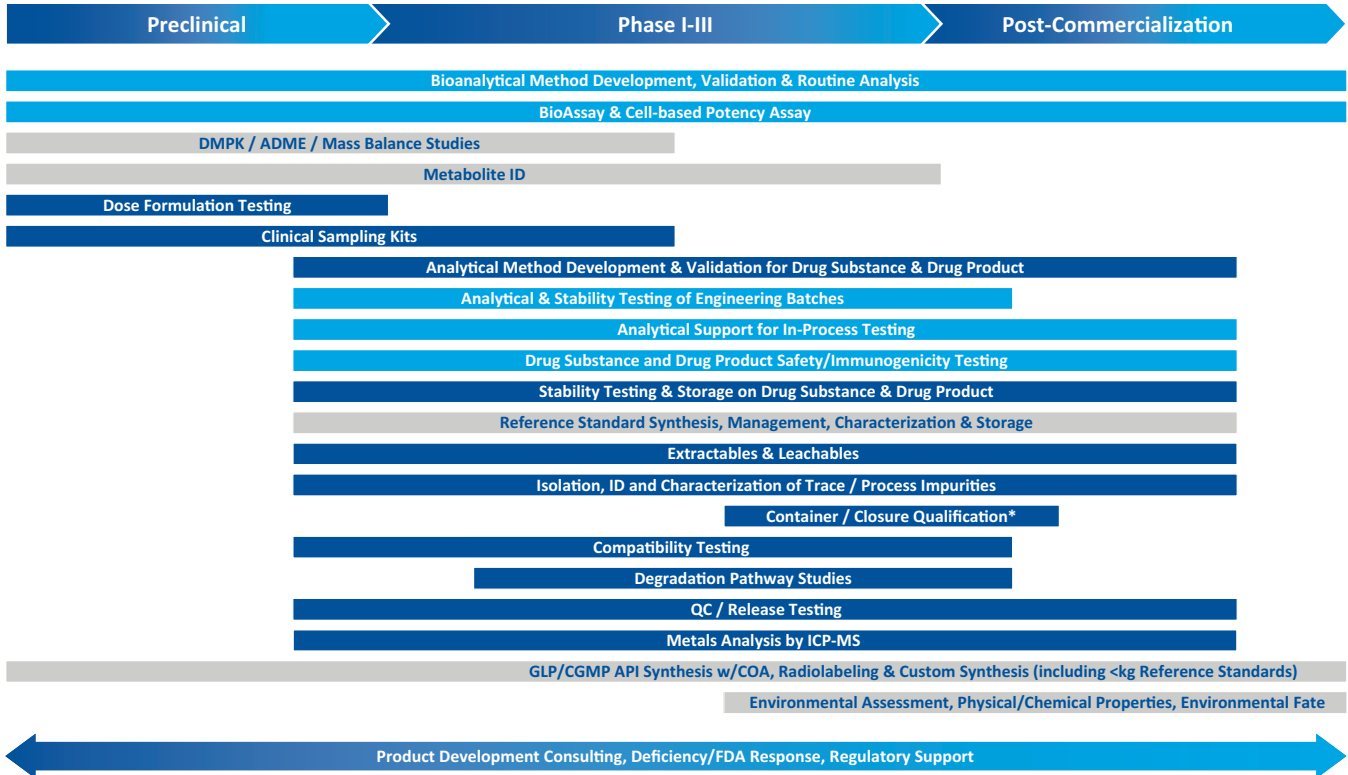 Preclinical
Phase I-III
Post-Commercialization
Bioanalytical Method Development, Validation & Routine Analysis
BioAssay & Cell-based Potency Assay
DMPK / ADME / Mass Balance Studies
Metabolite ID
Dose Formulation Testing
Clinical Sampling Kits
Analytical Method Development & Validation for Drug Substance & Drug Product
Analytical & Stability Testing of Engineering Batches
Analytical Support for In-Process Testing
Drug Substance and Drug Product Safety/Immunogenicity Testing
Stability Testing & Storage on Drug Substance & Drug Product
Reference Standard Synthesis, Management, Characterization & Storage
Extractables & Leachables
Isolation, ID and Characterization of Trace / Process Impurities
Container / Closure Qualification*
Compatibility Testing
Degradation Pathway Studies
QC / Release Testing
Metals Analysis by ICP-MS
GLP/CGMP API Synthesis w/COA, Radiolabeling & Custom Synthesis (including <kg Reference Standards)
Environmental Assessment, Physical/Chemical Properties, Environmental Fate
Product Development Consulting, Deficiency/FDA Response, Regulatory Support